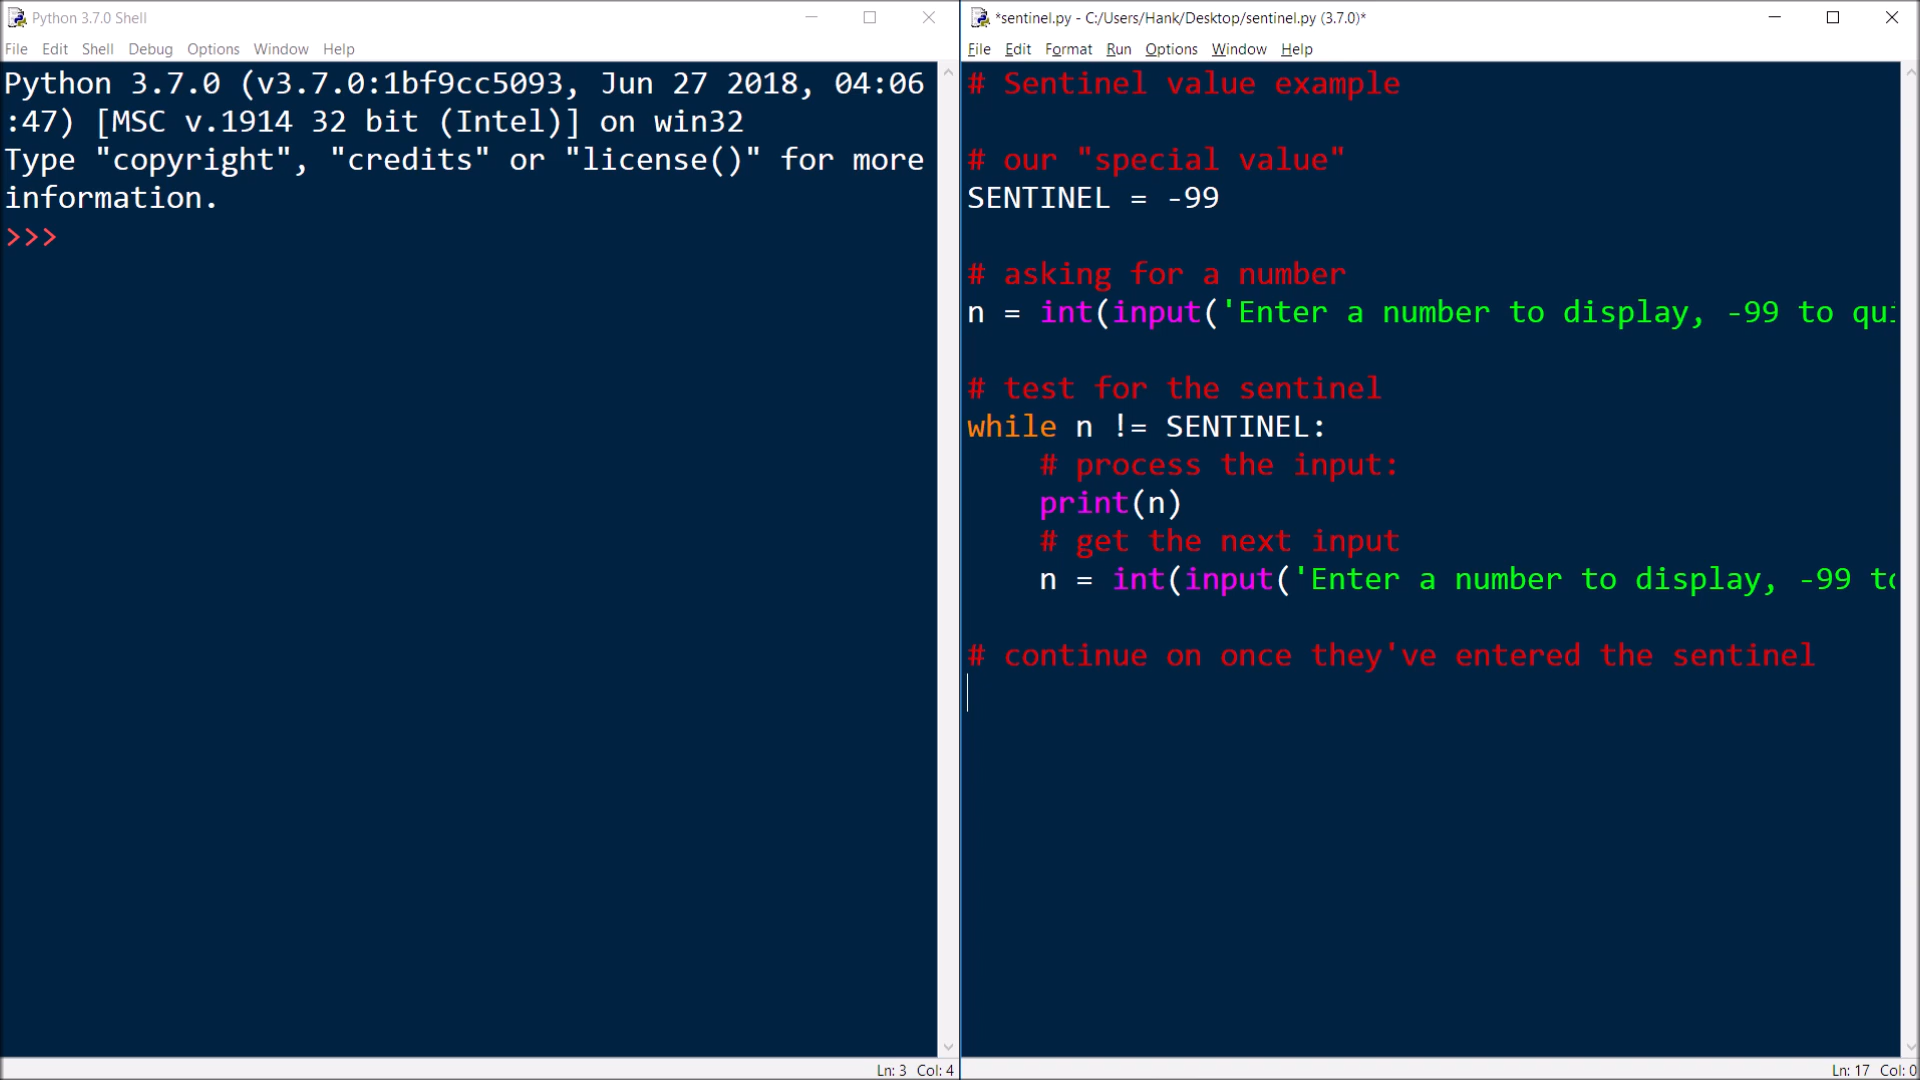 Python 3.7.0 Shell
File Edit Shell Debug Options Window Help
Python 3.7.0 (v3.7.0:1bf9cc5093, Jun 27 2018, 04:06
:47) [MSC v.1914 32 bit (Intel)] on win32
Type "copyright", "credits" or "license()" for more
information.
>>>
Ln: 3 Col: 4
*sentinel.py - C:/Users/Hank/Desktop/sentinel.py (3.7.0)*
File Edit Format Run Options Window Help
# Sentinel value example
# our "special value"
SENTINEL = -99
# asking for a number
n = int(input('Enter a number to display, -99 to qui
# test for the sentinel
while n != SENTINEL:
# process the input:
print(n)
# get the next input
n = int(input('Enter a number to display, -99 to
# continue on once they've entered the sentinel
Ln: 17 Col: 0